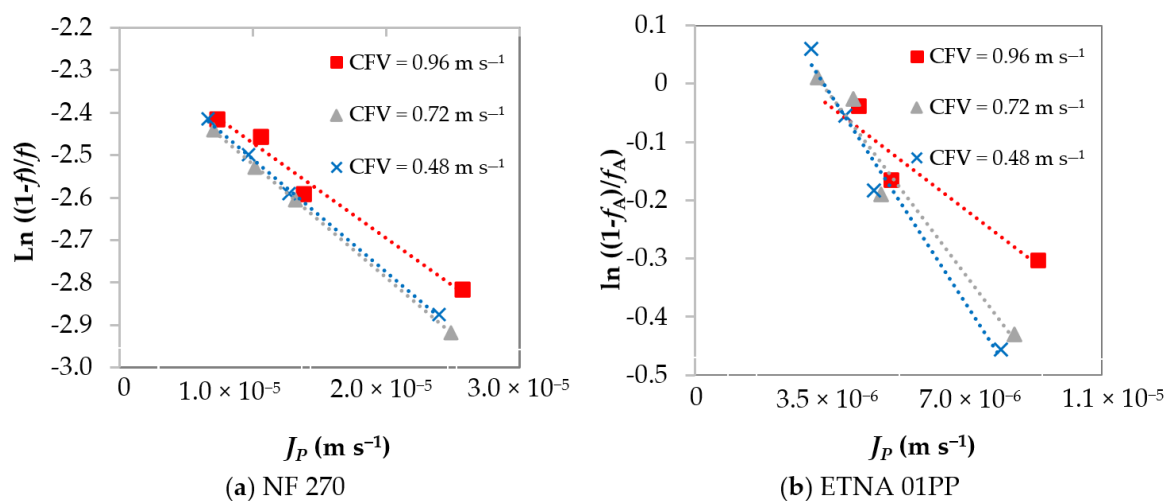 -2.2
-2.3
-2.4
-2.5
-2.6
-2.7
-2.8
-2.9
-3.0
Ln ((1-f)/f)
CFV = 0.96 m s⁻¹
CFV = 0.72 m s⁻¹
CFV = 0.48 m s⁻¹
0
1.0 × 10⁻⁵
2.0 × 10⁻⁵
3.0 × 10⁻⁵
J_P (m s⁻¹)
(a) NF 270
0.1
0
-0.1
-0.2
-0.3
-0.4
-0.5
ln ((1-f_A)/f_A)
CFV = 0.96 m s⁻¹
CFV = 0.72 m s⁻¹
CFV = 0.48 m s⁻¹
0
3.5 × 10⁻⁶
7.0 × 10⁻⁶
1.1 × 10⁻⁵
J_P (m s⁻¹)
(b) ETNA 01PP